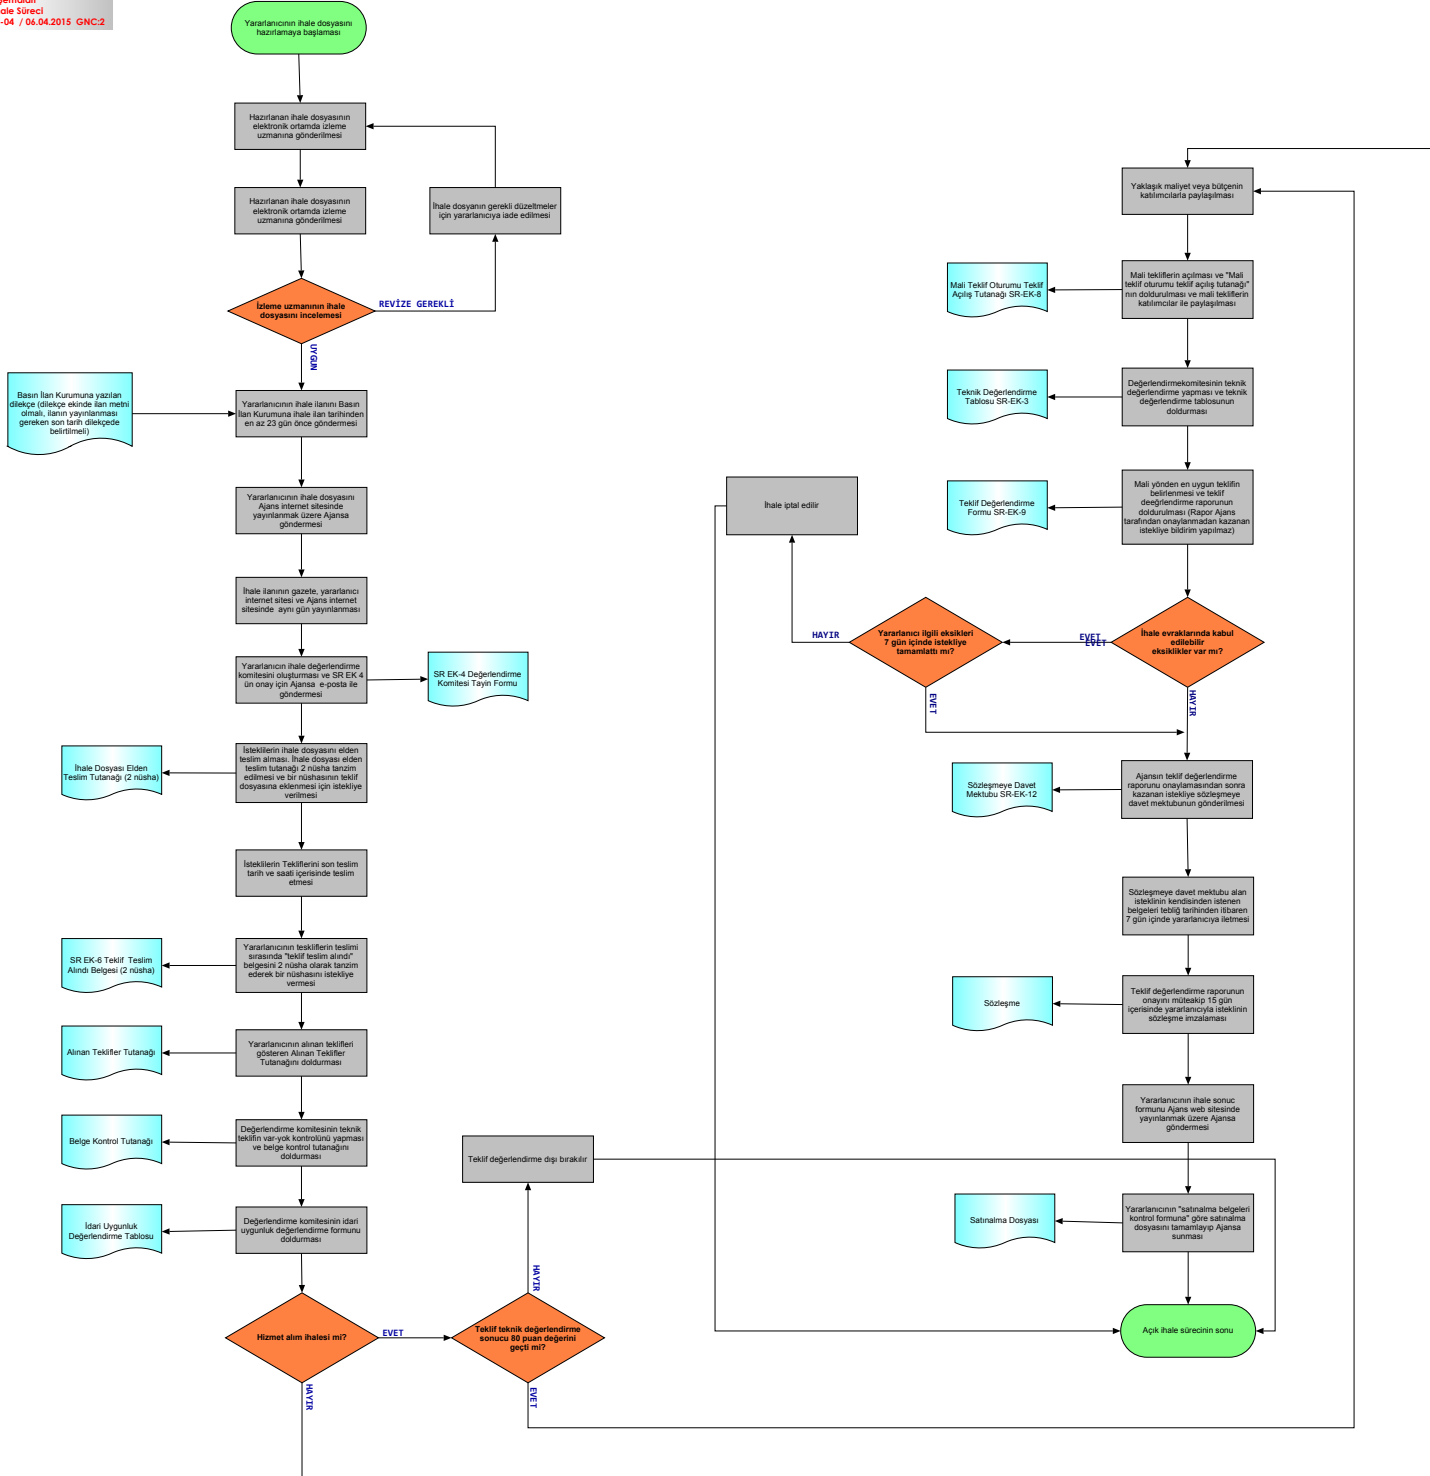 ale Süreci
-04 / 06.04.2015 GNC:2
Yararlanıcının ihale dosyasını
hazırlamaya başlaması
Hazırlanan ihale dosyasının
elektronik ortamda izleme
uzmanına gönderilmesi
Hazırlanan ihale dosyasının
elektronik ortamda izleme
uzmanına gönderilmesi
İhale dosyanın gerekli düzeltmeler
için yararlanıcıya iade edilmesi
İzleme uzmanının ihale
dosyasını incelemesi
REVİZE GEREKLİ
UYGUN
Basın İlan Kurumuna yazılan
dilekçe (dilekçe ekinde ilan metni
olmalı, ilanın yayınlanması
gereken son tarih dilekçede
belirtilmeli)
Yararlanıcının ihale ilanını Basın
İlan Kurumuna ihale ilan tarihinden
en az 23 gün önce göndermesi
Yararlanıcının ihale dosyasını
Ajans internet sitesinde
yayınlanmak üzere Ajansa
göndermesi
İhale ilanının gazete, yararlanıcı
internet sitesi ve Ajans internet
sitesinde aynı gün yayınlanması
Yararlanıcın ihale değerlendirme
komitesini oluşturması ve SR EK 4
ün onay için Ajansa e-posta ile
göndermesi
SR EK-4 Değerlendirme
Komitesi Tayin Formu
İsteklilerin ihale dosyasını elden
teslim alması. İhale dosyası elden
teslim tutanağı 2 nüsha tanzim
edilmesi ve bir nüshasının teklif
dosyasına eklenmesi için istekliye
verilmesi
İhale Dosyası Elden
Teslim Tutanağı (2 nüsha)
İsteklilerin Tekliflerini son teslim
tarih ve saati içerisinde teslim
etmesi
Yararlanıcının teskliflerin teslimi
sırasında "teklif teslim alındı"
belgesini 2 nüsha olarak tanzim
ederek bir nüshasını istekliye
vermesi
SR EK-6 Teklif Teslim
Alındı Belgesi (2 nüsha)
Yararlanıcının alınan teklifleri
gösteren Alınan Teklifler
Tutanağını doldurması
Alınan Teklifler Tutanağı
Değerlendirme komitesinin teknik
teklifin var-yok kontrolünü yapması
ve belge kontrol tutanağını
doldurması
Belge Kontrol Tutanağı
Değerlendirme komitesinin idari
uygunluk değerlendirme formunu
doldurması
İdari Uygunluk
Değerlendirme Tablosu
Hizmet alım ihalesi mi?
EVET
HAYIR
Teklif teknik değerlendirme
sonucu 80 puan değerini
geçti mi?
HAYIR
EVET
Teklif değerlendirme dışı bırakılır
Yaklaşık maliyet veya bütçenin
katılımcılarla paylaşılması
Mali tekliflerin açılması ve "Mali
teklif oturumu teklif açılış tutanağı"
nın doldurulması ve mali tekliflerin
katılımcılar ile paylaşılması
Mali Teklif Oturumu Teklif
Açılış Tutanağı SR-EK-8
Değerlendirmekomitesinin teknik
değerlendirme yapması ve teknik
değerlendirme tablosunun
doldurması
Teknik Değerlendirme
Tablosu SR-EK-3
Mali yönden en uygun teklifin
belirlenmesi ve teklif
deeğrlendirme raporunun
doldurulması (Rapor Ajans
tarafından onaylanmadan kazanan
istekliye bildirim yapılmaz)
Teklif Değerlendirme
Formu SR-EK-9
İhale iptal edilir
İhale evraklarında kabul
edilebilir
eksiklikler var mı?
EVET
EVET
HAYIR
Yararlanıcı ilgili eksikleri
7 gün içinde istekliye
tamamlattı mı?
HAYIR
EVET
Ajansın teklif değerlendirme
raporunu onaylamasından sonra
kazanan istekliye sözleşmeye
davet mektubunun gönderilmesi
Sözleşmeye Davet
Mektubu SR-EK-12
Sözleşmeye davet mektubu alan
isteklinin kendisinden istenen
belgeleri tebliğ tarihinden itibaren
7 gün içinde yararlanıcıya iletmesi
Teklif değerlendirme raporunun
onayını müteakip 15 gün
içerisinde yararlanıcıyla isteklinin
sözleşme imzalaması
Sözleşme
Yararlanıcının ihale sonuc
formunu Ajans web sitesinde
yayınlanmak üzere Ajansa
göndermesi
Yararlanıcının "satınalma belgeleri
kontrol formuna" göre satınalma
dosyasını tamamlayıp Ajansa
sunması
Satınalma Dosyası
Açık ihale sürecinin sonu